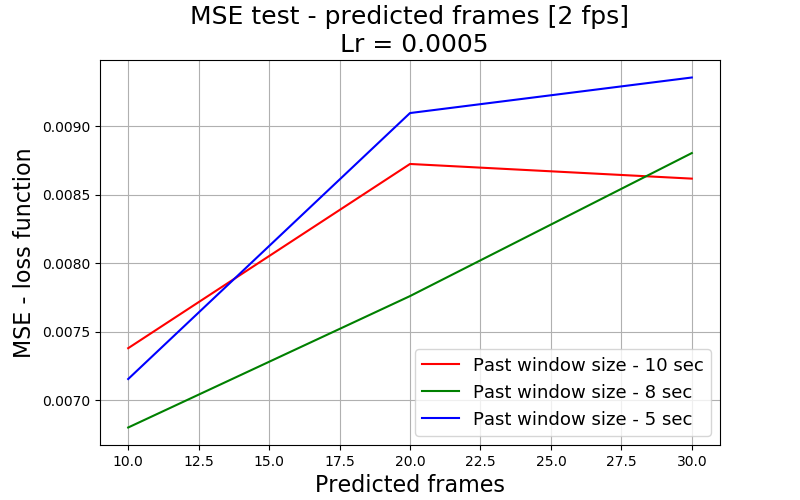 MSE test - predicted frames [2 fps]
Lr = 0.0005
MSE - loss function
0.0090
0.0085
0.0080
0.0075
0.0070
Past window size - 10 sec
Past window size - 8 sec
Past window size - 5 sec
10.0 12.5 15.0 17.5 20.0 22.5 25.0 27.5 30.0
Predicted frames